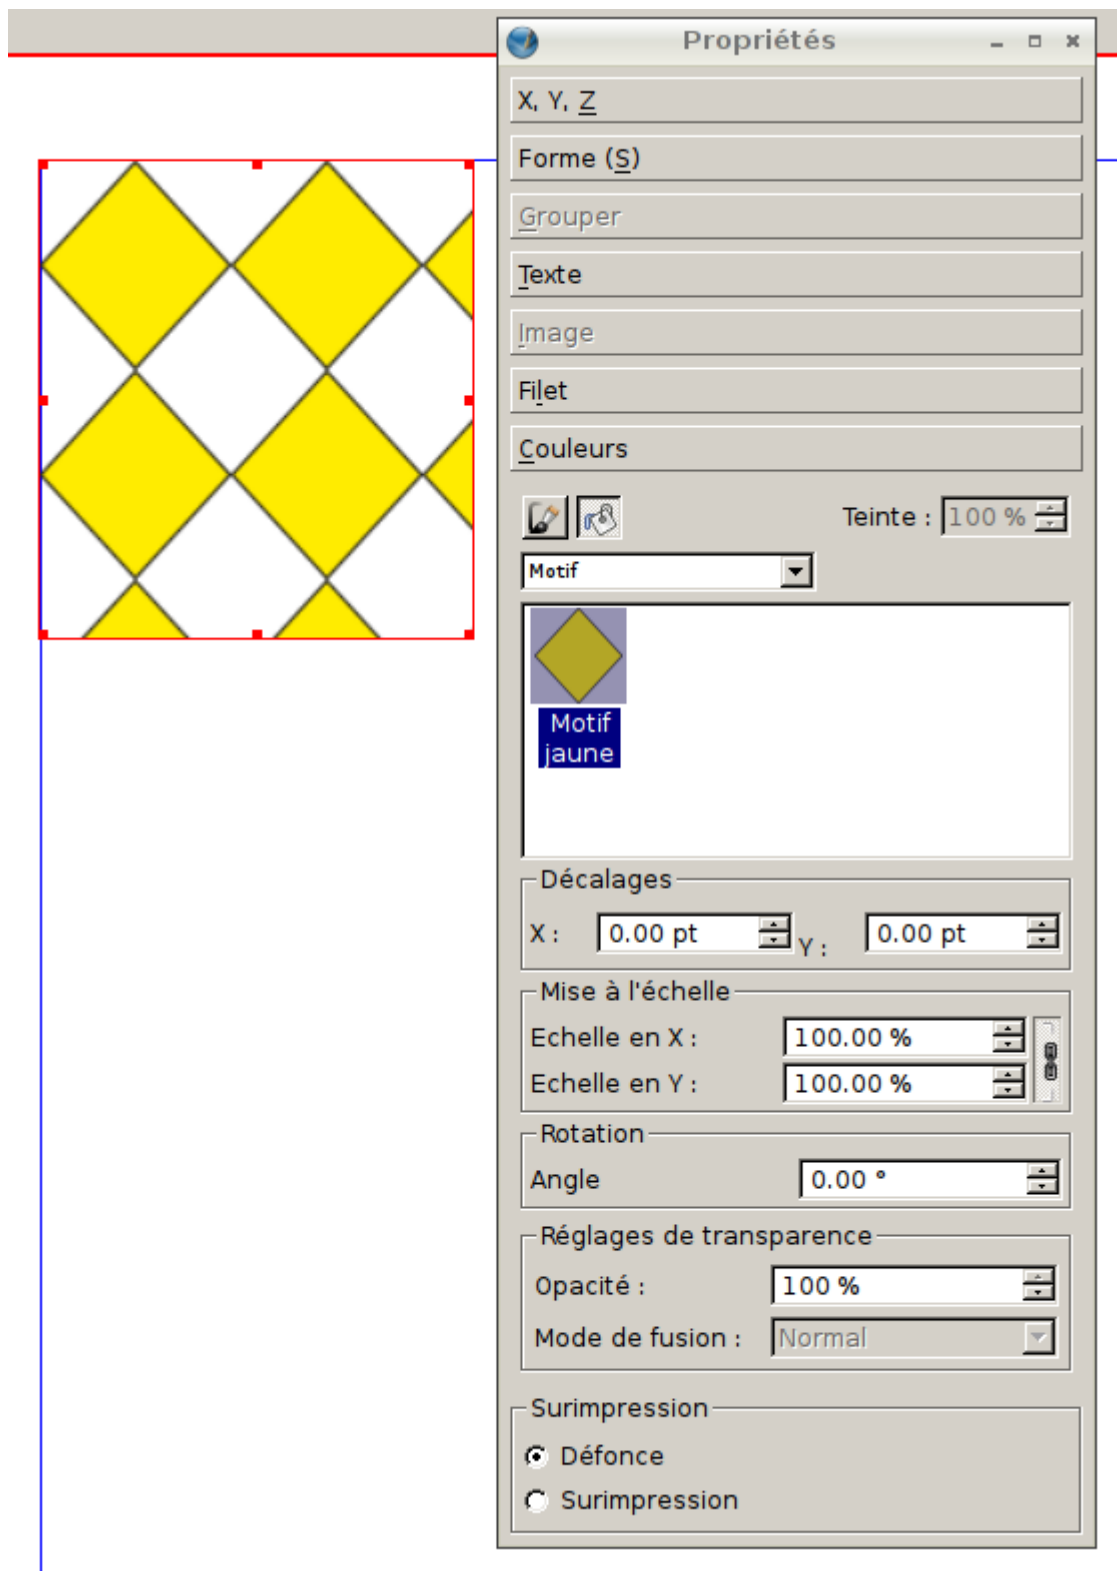 Propriétés
X, Y, Z
Forme (S)
Grouper
Texte
Image
Filet
Couleurs
Teinte : 100 %
Motif
Motif
jaune
Décalages
X : 0.00 pt Y : 0.00 pt
Mise à l'échelle
Echelle en X : 100.00 %
Echelle en Y : 100.00 %
Rotation
Angle 0.00 °
Réglages de transparence
Opacité : 100 %
Mode de fusion : Normal
Surimpression
Défonce
Surimpression